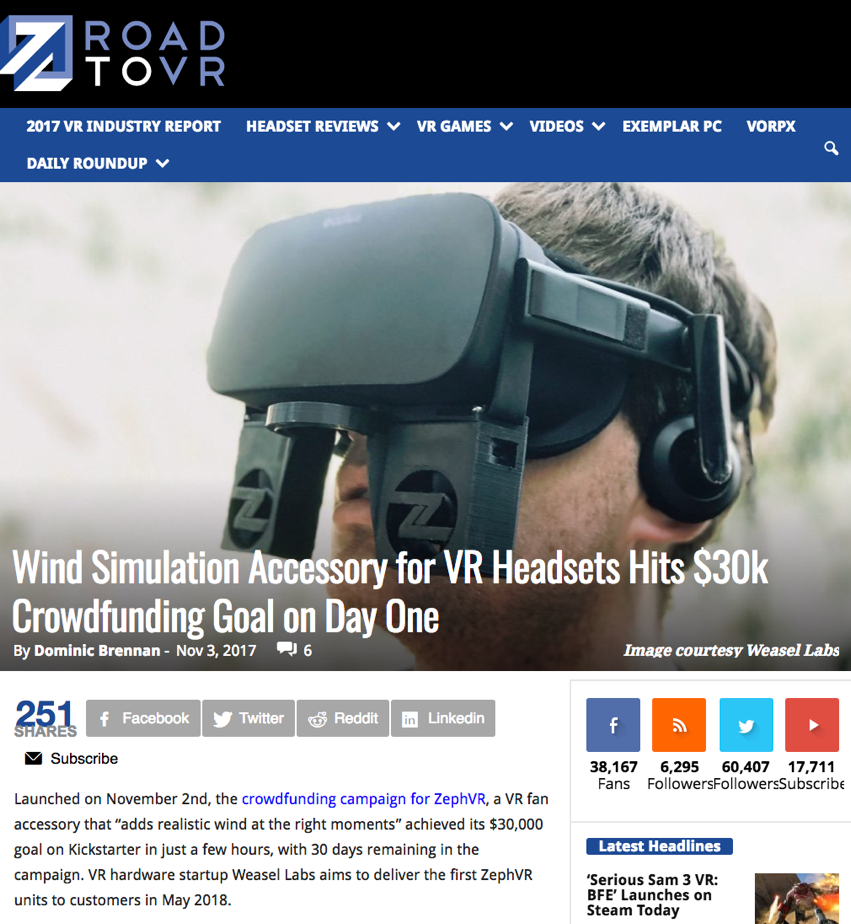 ROAD
TO VR
2017 VR INDUSTRY REPORT HEADSET REVIEWS VR GAMES VIDEOS EXEMPLAR PC VORPX
DAILY ROUNDUP
oculus
Z Z
Wind Simulation Accessory for VR Headsets Hits $30k
Crowdfunding Goal on Day One
By Dominic Brennan - Nov 3, 2017 6
Image courtesy Weasel Labs
251
SHARES
Facebook Twitter Reddit Linkedin
Subscribe
38,167 6,295 60,407 17,711
Fans Followers Followers Subscribe
Launched on November 2nd, the crowdfunding campaign for ZephVR, a VR fan
accessory that “adds realistic wind at the right moments” achieved its $30,000
goal on Kickstarter in just a few hours, with 30 days remaining in the
campaign. VR hardware startup Weasel Labs aims to deliver the first ZephVR
units to customers in May 2018.
Latest Headlines
‘Serious Sam 3 VR:
BFE’ Launches on
Steam Today